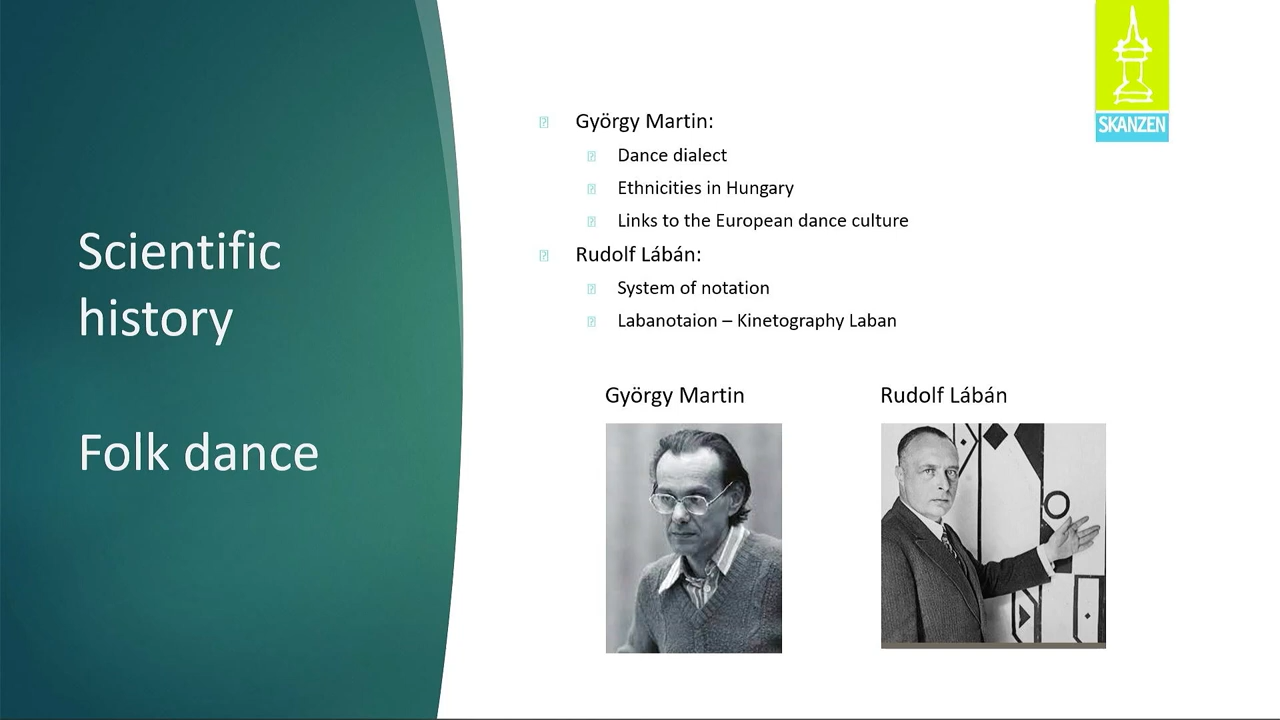 Scientific
history
Folk dance
György Martin:
Dance dialect
Ethnicities in Hungary
Links to the European dance culture
Rudolf Lábán:
System of notation
Labanotaion – Kinetography Laban
György Martin
Rudolf Lábán
SKANZEN